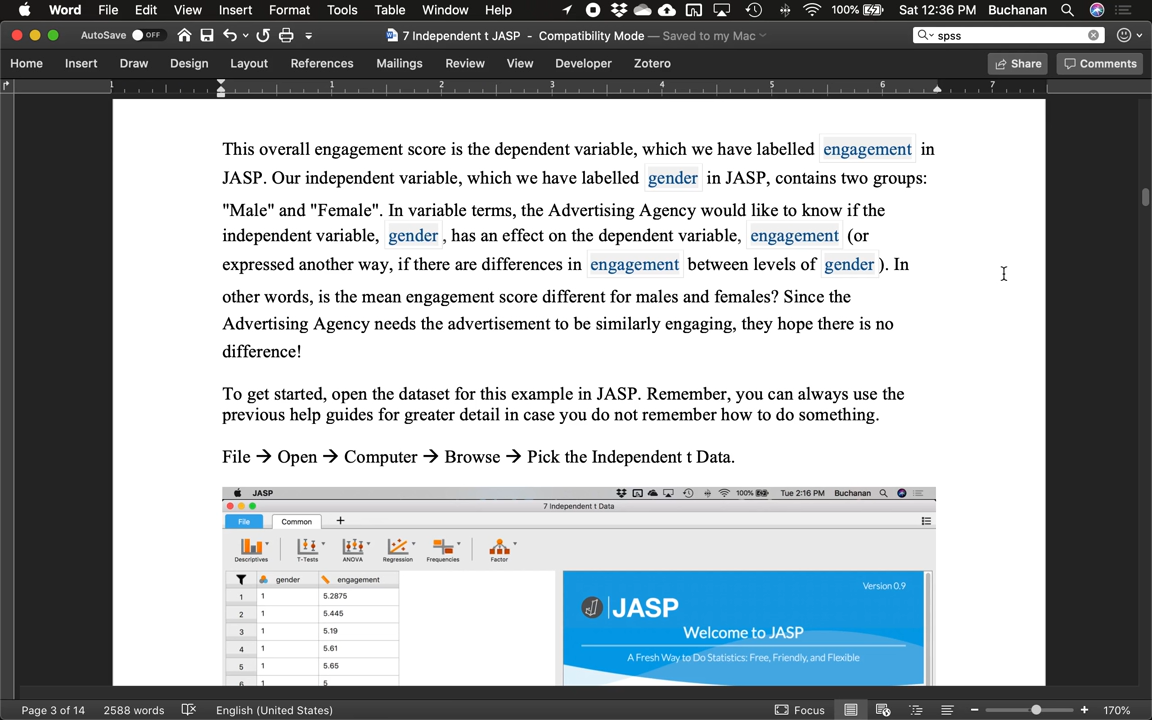 Word File Edit View Insert Format Tools Table Window Help 100% Sat 12:36 PM Buchanan
AutoSave OFF 7 Independent t JASP - Compatibility Mode — Saved to my Mac spss
Home Insert Draw Design Layout References Mailings Review View Developer Zotero Share Comments
1 1 2 3 4 5 6 7
This overall engagement score is the dependent variable, which we have labelled engagement in
JASP. Our independent variable, which we have labelled gender in JASP, contains two groups:
"Male" and "Female". In variable terms, the Advertising Agency would like to know if the
independent variable, gender, has an effect on the dependent variable, engagement (or
expressed another way, if there are differences in engagement between levels of gender). In
other words, is the mean engagement score different for males and females? Since the
Advertising Agency needs the advertisement to be similarly engaging, they hope there is no
difference!
To get started, open the dataset for this example in JASP. Remember, you can always use the
previous help guides for greater detail in case you do not remember how to do something.
File → Open → Computer → Browse → Pick the Independent t Data.
JASP 100% Tue 2:16 PM Buchanan
7 Independent t Data
File Common +
Descriptives T-Tests ANOVA Regression Frequencies Factor
gender engagement
1 1 5.2875
2 1 5.445
3 1 5.19
4 1 5.61
5 1 5.65
6 1 5
Version 0.9
JASP
Welcome to JASP
A Fresh Way to Do Statistics: Free, Friendly, and Flexible
Page 3 of 14 2588 words English (United States) Focus 170%